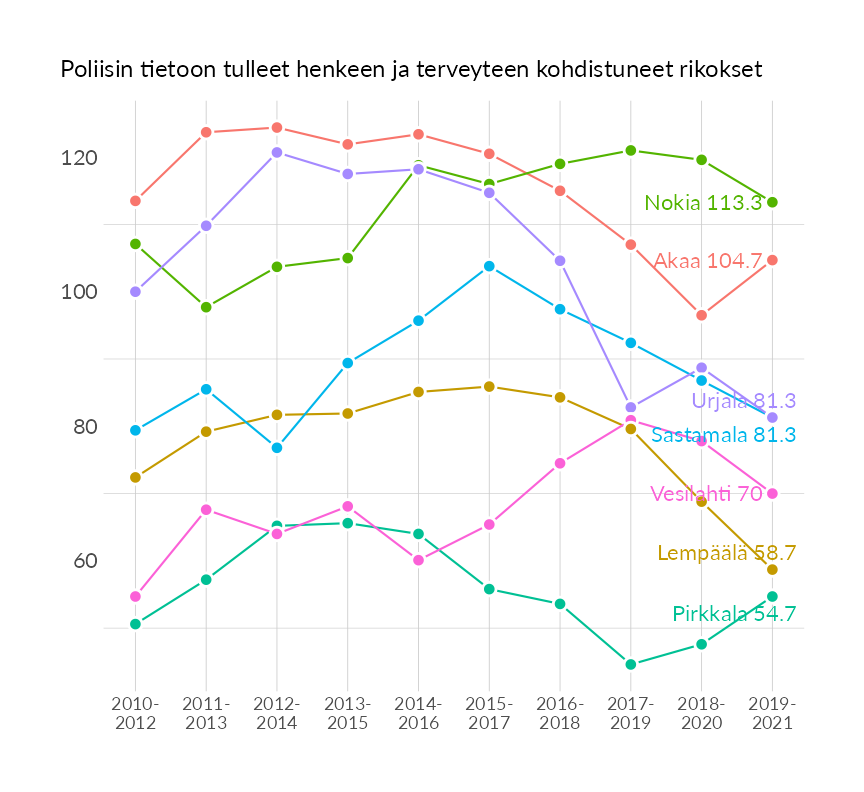 Poliisin tietoon tulleet henkeen ja terveyteen kohdistuneet rikokset
120
100
80
60
Nokia 113.3
Akaa 104.7
Urjala 81.3
Sastamala 81.3
Vesilahti 70
Lempäälä 58.7
Pirkkala 54.7
2010- 2011- 2012- 2013- 2014- 2015- 2016- 2017- 2018- 2019-
2012 2013 2014 2015 2016 2017 2018 2019 2020 2021